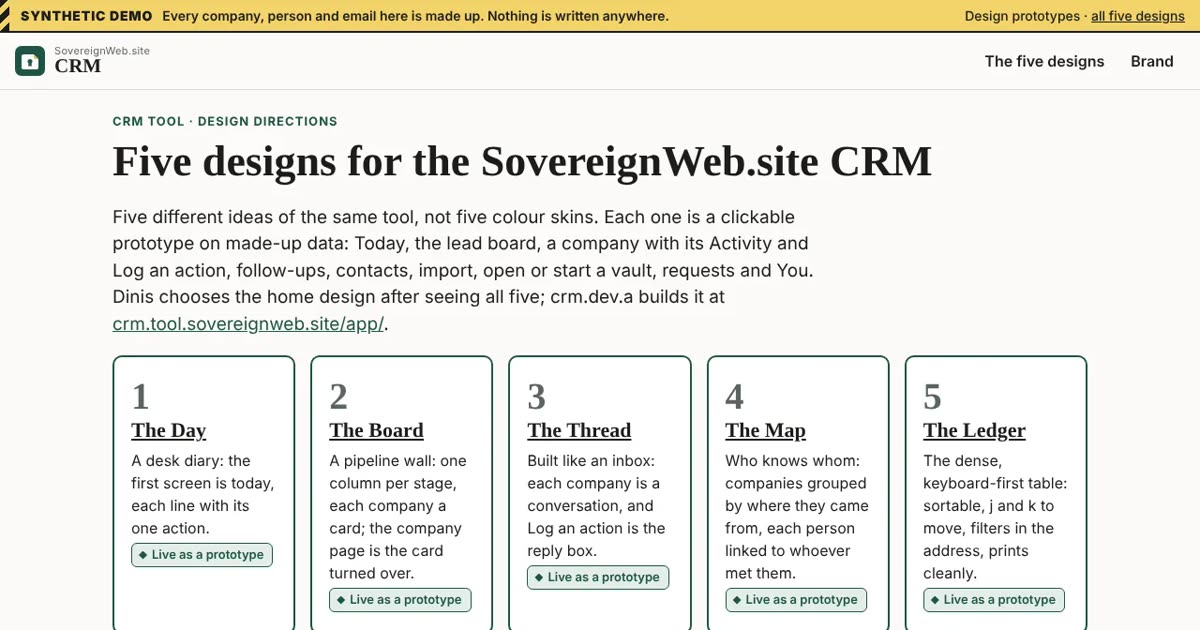 SYNTHETIC DEMO Every company, person and email here is made up. Nothing is written anywhere.
Design prototypes · all five designs
SovereignWeb.site
CRM
The five designs
Brand
CRM TOOL · DESIGN DIRECTIONS
Five designs for the SovereignWeb.site CRM
Five different ideas of the same tool, not five colour skins. Each one is a clickable
prototype on made-up data: Today, the lead board, a company with its Activity and
Log an action, follow-ups, contacts, import, open or start a vault, requests and You.
Dinis chooses the home design after seeing all five; crm.dev.a builds it at
crm.tool.sovereignweb.site/app/.
1
The Day
A desk diary: the
first screen is today,
each line with its
one action.
◆ Live as a prototype
2
The Board
A pipeline wall: one
column per stage,
each company a
card; the company
page is the card
turned over.
◆ Live as a prototype
3
The Thread
Built like an inbox:
each company is a
conversation, and
Log an action is the
reply box.
◆ Live as a prototype
4
The Map
Who knows whom:
companies grouped
by where they came
from, each person
linked to whoever
met them.
◆ Live as a prototype
5
The Ledger
The dense,
keyboard-first table:
sortable, j and k to
move, filters in the
address, prints
cleanly.
◆ Live as a prototype